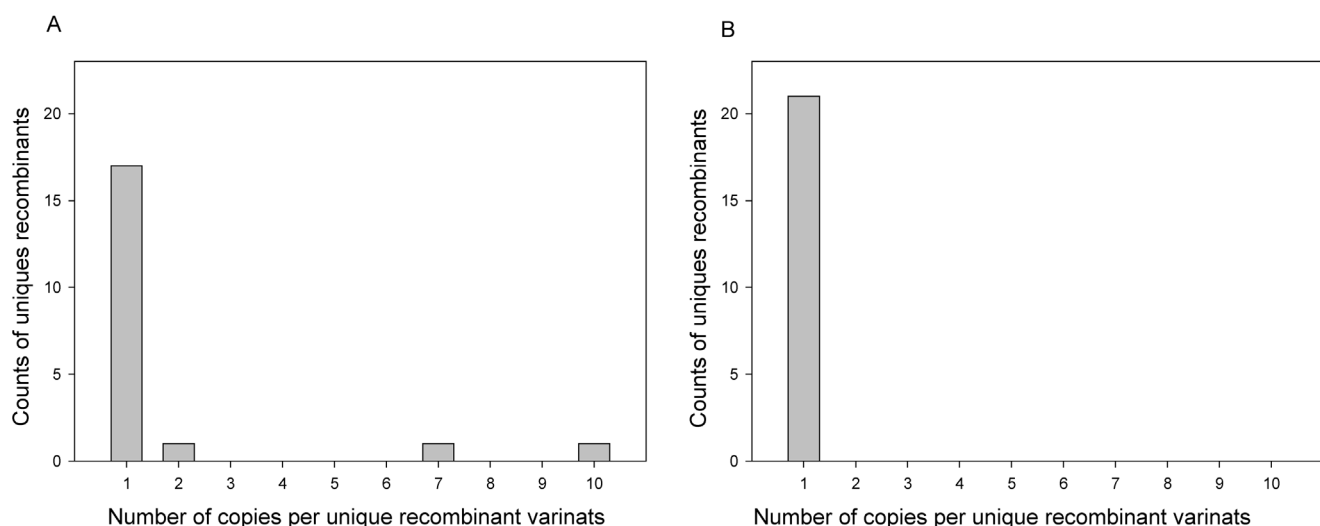 A
Counts of uniques recombinants
20
15
10
5
0
1 2 3 4 5 6 7 8 9 10
Number of copies per unique recombinant varinats
B
Counts of uniques recombinants
20
15
10
5
0
1 2 3 4 5 6 7 8 9 10
Number of copies per unique recombinant varinats